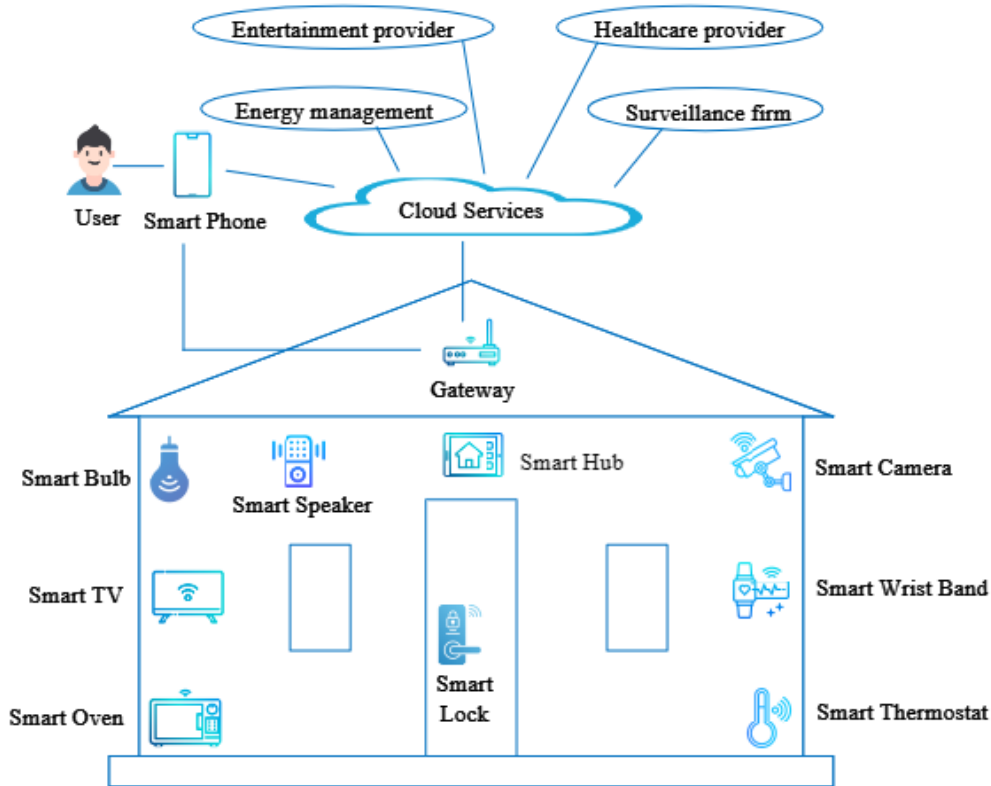 Entertainment provider
Healthcare provider
Energy management
Surveillance firm
User
Smart Phone
Cloud Services
Gateway
Smart Bulb
Smart Speaker
Smart Hub
Smart Camera
Smart TV
Smart Wrist Band
Smart
Lock
Smart Oven
Smart Thermostat